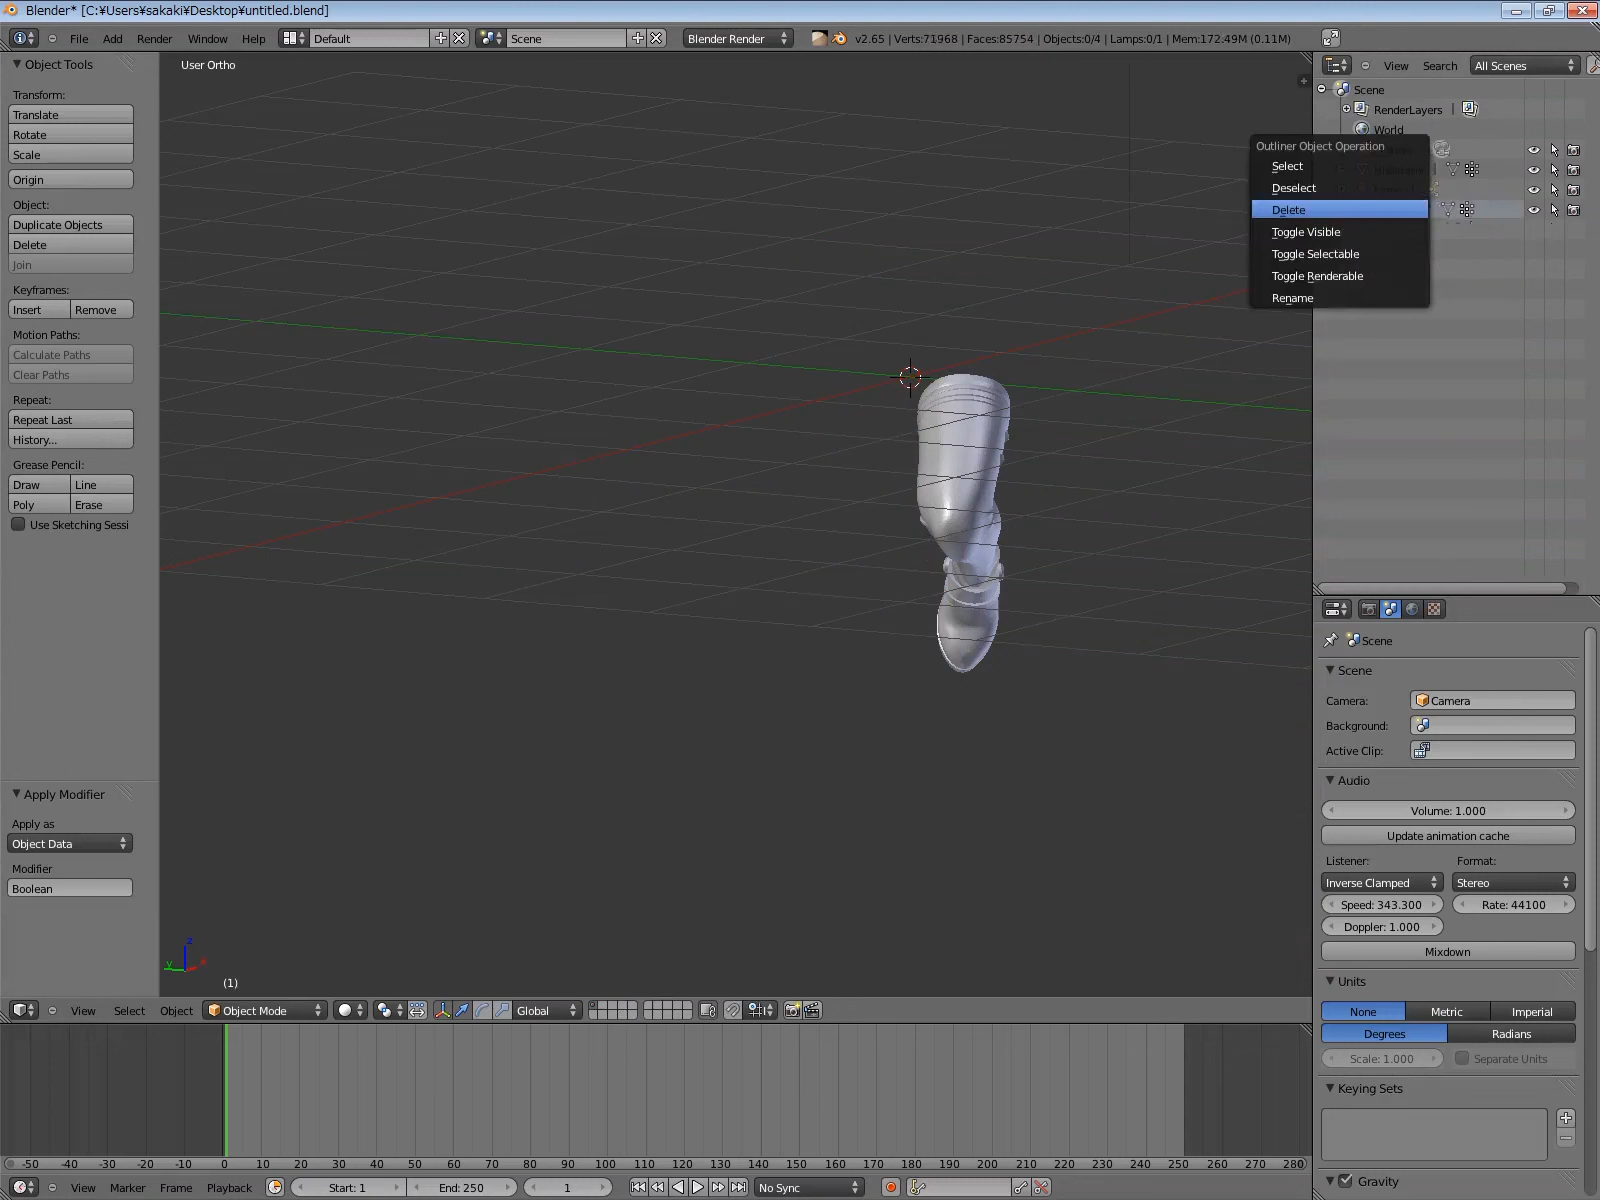 Blender* [C:¥Users¥sakaki¥Desktop¥untitled.blend]
File Add Render Window Help Default Scene Blender Render v2.65 | Verts:71968 | Faces:85754 | Objects:0/4 | Lamps:0/1 | Mem:172.49M (0.11M)
Object Tools
Transform:
Translate
Rotate
Scale
Origin
Object:
Duplicate Objects
Delete
Join
Keyframes:
Insert Remove
Motion Paths:
Calculate Paths
Clear Paths
Repeat:
Repeat Last
History...
Grease Pencil:
Draw Line
Poly Erase
Use Sketching Sessi
Apply Modifier
Apply as
Object Data
Modifier
Boolean
User Ortho
z
y x
(1)
View Select Object Object Mode Global
Outliner Object Operation
Select
Deselect
Delete
Toggle Visible
Toggle Selectable
Toggle Renderable
Rename
View Search All Scenes
Scene
RenderLayers |
World
Scene
Scene
Camera: Camera
Background:
Active Clip:
Audio
Volume: 1.000
Update animation cache
Listener: Format:
Inverse Clamped Stereo
Speed: 343.300 Rate: 44100
Doppler: 1.000
Mixdown
Units
None Metric Imperial
Degrees Radians
Scale: 1.000 Separate Units
Keying Sets
Gravity
-50 -40 -30 -20 -10 0 10 20 30 40 50 60 70 80 90 100 110 120 130 140 150 160 170 180 190 200 210 220 230 240 250 260 270 280
View Marker Frame Playback Start: 1 End: 250 1 No Sync